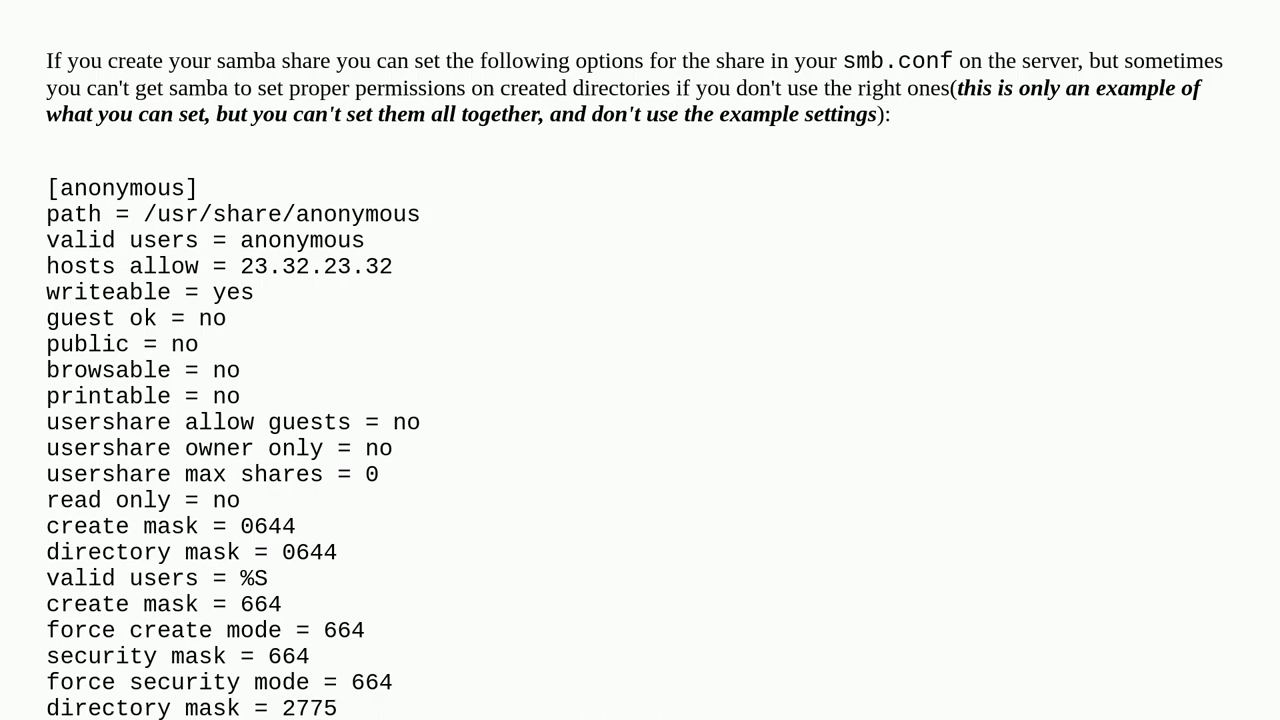 If you create your samba share you can set the following options for the share in your smb.conf on the server, but sometimes
you can't get samba to set proper permissions on created directories if you don't use the right ones(this is only an example of
what you can set, but you can't set them all together, and don't use the example settings):
[anonymous]
path = /usr/share/anonymous
valid users = anonymous
hosts allow = 23.32.23.32
writeable = yes
guest ok = no
public = no
browsable = no
printable = no
usershare allow guests = no
usershare owner only = no
usershare max shares = 0
read only = no
create mask = 0644
directory mask = 0644
valid users = %S
create mask = 664
force create mode = 664
security mask = 664
force security mode = 664
directory mask = 2775